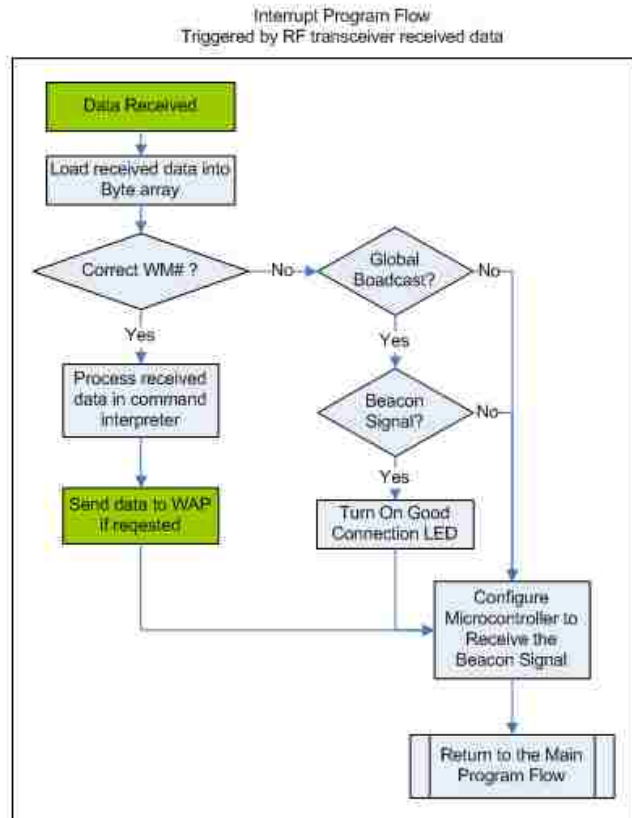 Interrupt Program Flow
Triggered by RF transceiver received data
Data Received
Load received data into
Byte array
Correct WM# ?
No
Global
Boadcast?
No
Yes
Yes
Process received
data in command
interpreter
Beacon
Signal?
No
Yes
Send data to WAP
if reqested
Turn On Good
Connection LED
Configure
Microcontroller to
Receive the
Beacon Signal
Return to the Main
Program Flow